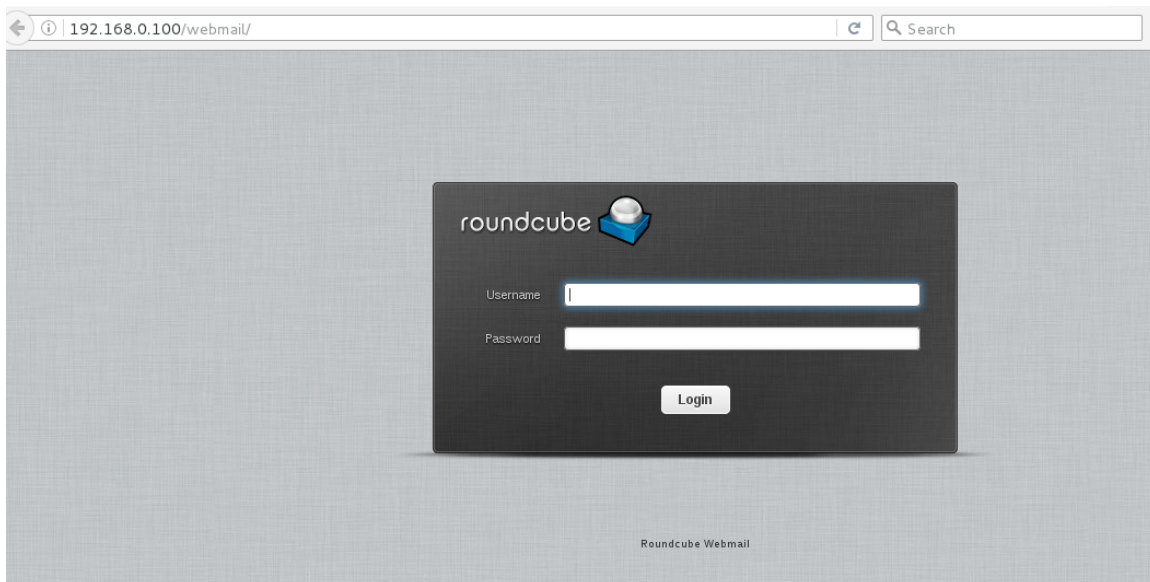 192.168.0.100/webmail/
Search
roundcube
Username
Password
Login
Roundcube Webmail